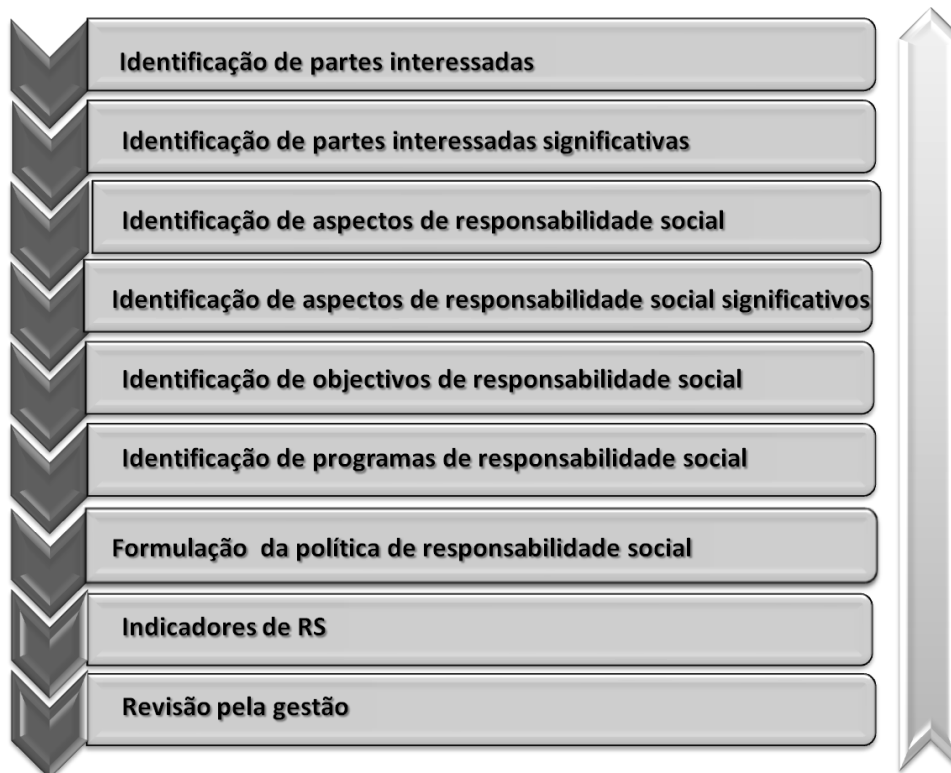 Identificação de partes interessadas
Identificação de partes interessadas significativas
Identificação de aspectos de responsabilidade social
Identificação de aspectos de responsabilidade social significativos
Identificação de objectivos de responsabilidade social
Identificação de programas de responsabilidade social
Formulação da política de responsabilidade social
Indicadores de RS
Revisão pela gestão